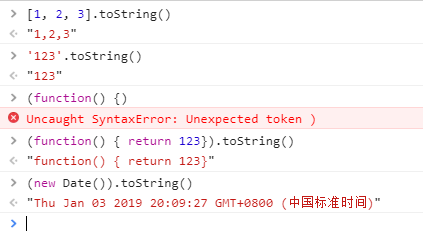 [1, 2, 3].toString()
"1,2,3"
'123'.toString()
"123"
(function() {)
Uncaught SyntaxError: Unexpected token )
(function() { return 123}).toString()
"function() { return 123}"
(new Date()).toString()
"Thu Jan 03 2019 20:09:27 GMT+0800 (中国标准时间)"